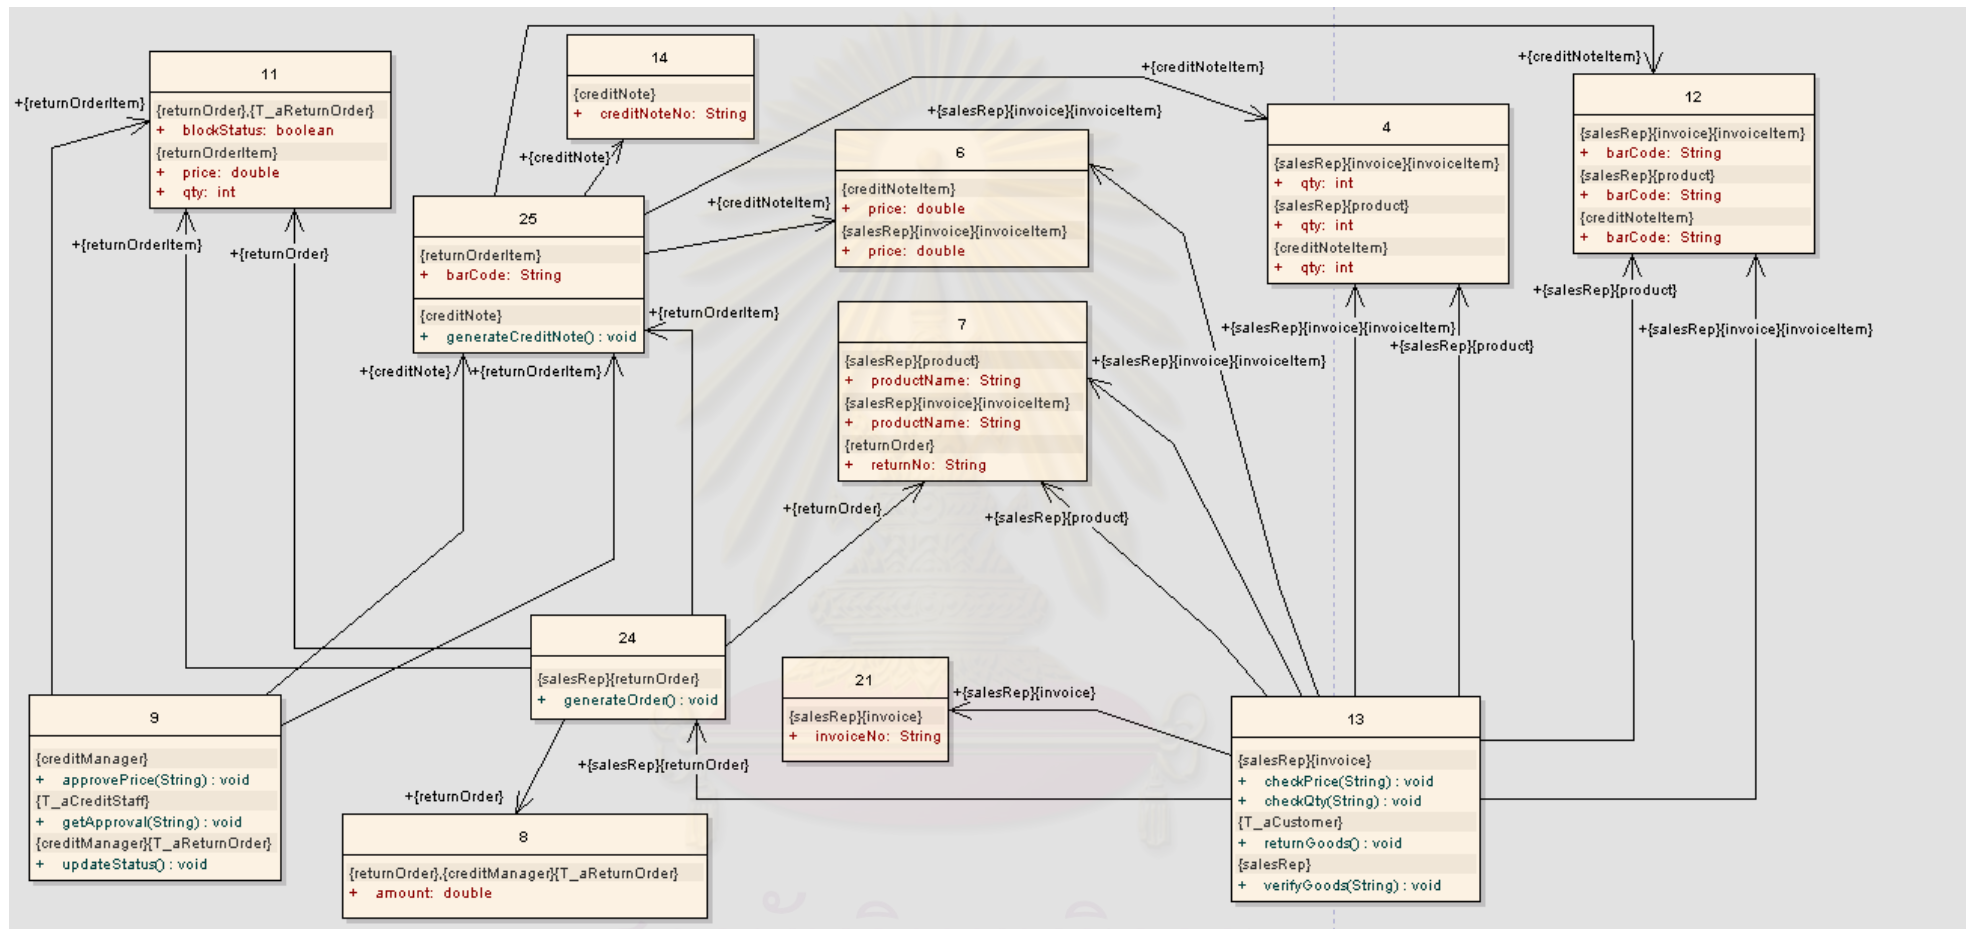 +{creditNoteItem}
14
{creditNote}
+ creditNoteNo: String
11
{returnOrder},{T_aReturnOrder}
+ blockStatus: boolean
{returnOrderItem}
+ price: double
+ qty: int
+{returnOrderItem}
+{creditNoteItem}
12
{salesRep}{invoice}{invoiceItem}
+ barCode: String
{salesRep}{product}
+ barCode: String
{creditNoteItem}
+ barCode: String
+{salesRep}{invoice}{invoiceItem}
4
{salesRep}{invoice}{invoiceItem}
+ qty: int
{salesRep}{product}
+ qty: int
{creditNoteItem}
+ qty: int
6
{creditNoteItem}
+ price: double
{salesRep}{invoice}{invoiceItem}
+ price: double
+{creditNote}
+{creditNoteItem}
25
{returnOrderItem}
+ barCode: String
{creditNote}
+ generateCreditNote() : void
+{returnOrderItem}
+{returnOrder}
+{returnOrderItem}
+{salesRep}{product}
7
{salesRep}{product}
+ productName: String
{salesRep}{invoice}{invoiceItem}
+ productName: String
{returnOrder}
+ returnNo: String
+{salesRep}{invoice}{invoiceItem}
+{salesRep}{invoice}{invoiceItem}
+{salesRep}{product}
+{salesRep}{invoice}{invoiceItem}
+{creditNote}
+{returnOrderItem}
+{returnOrder}
+{salesRep}{product}
24
{salesRep}{returnOrder}
+ generateOrder() : void
21
{salesRep}{invoice}
+ invoiceNo: String
+{salesRep}{invoice}
9
{creditManager}
+ approvePrice(String) : void
{T_aCreditStaff}
+ getApproval(String) : void
{creditManager}{T_aReturnOrder}
+ updateStatus() : void
13
{salesRep}{invoice}
+ checkPrice(String) : void
+ checkQty(String) : void
{T_aCustomer}
+ returnGoods() : void
{salesRep}
+ verifyGoods(String) : void
+{salesRep}{returnOrder}
+{returnOrder}
8
{returnOrder},{creditManager}{T_aReturnOrder}
+ amount: double